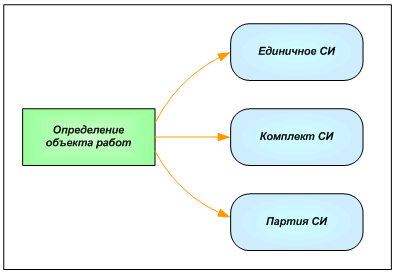 Единичное СИ
Определение
объекта работ
Комплект СИ
Партия СИ